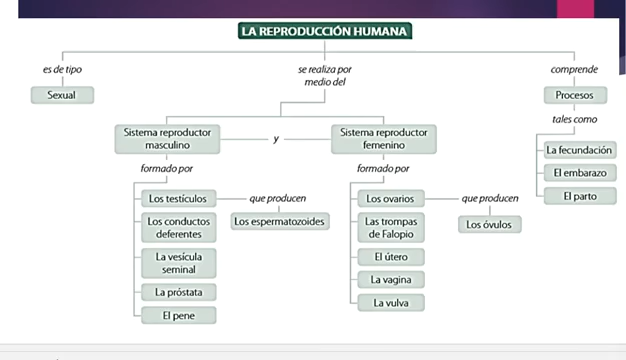 LA REPRODUCCIÓN HUMANA
es de tipo
Sexual
se realiza por
medio del
comprende
Procesos
tales como
La fecundación
El embarazo
El parto
Sistema reproductor
masculino
y
Sistema reproductor
femenino
formado por
Los testículos
que producen
Los espermatozoides
Los conductos
deferentes
La vesícula
seminal
La próstata
El pene
formado por
Los ovarios
que producen
Los óvulos
Las trompas
de Falopio
El útero
La vagina
La vulva